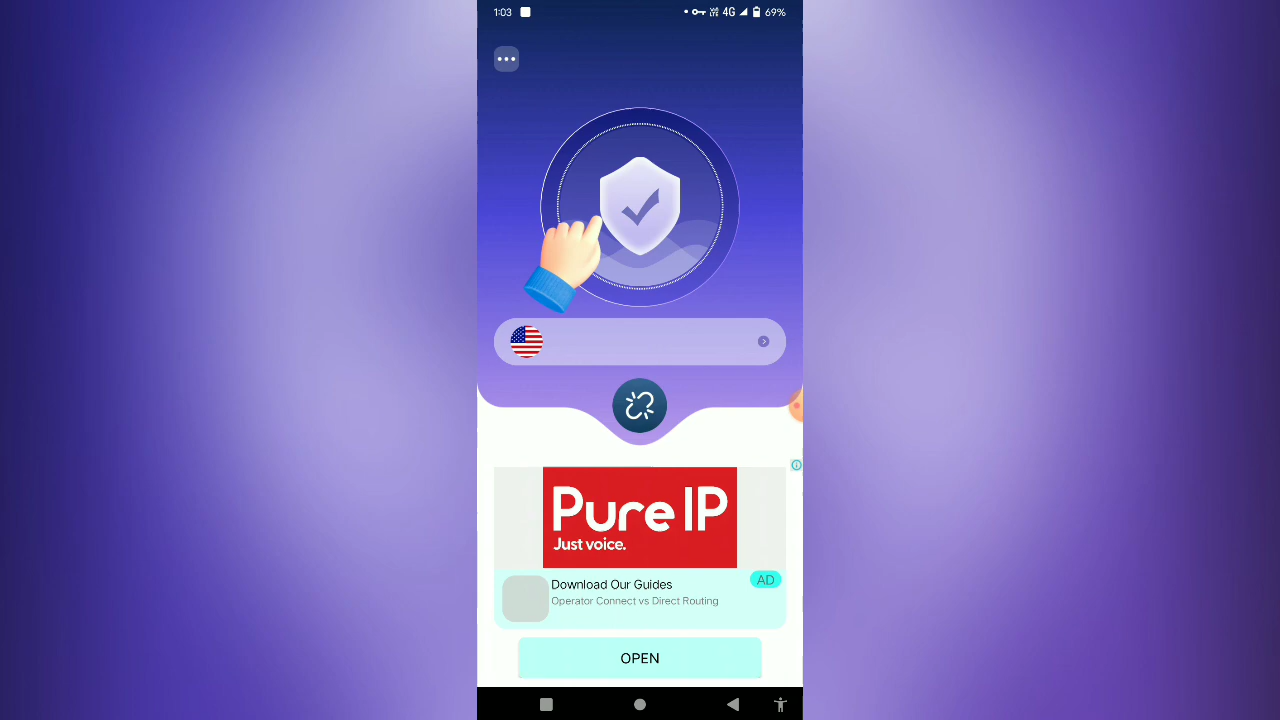 1:03
4G
69%
Pure IP
Just voice.
Download Our Guides
AD
Operator Connect vs Direct Routing
OPEN